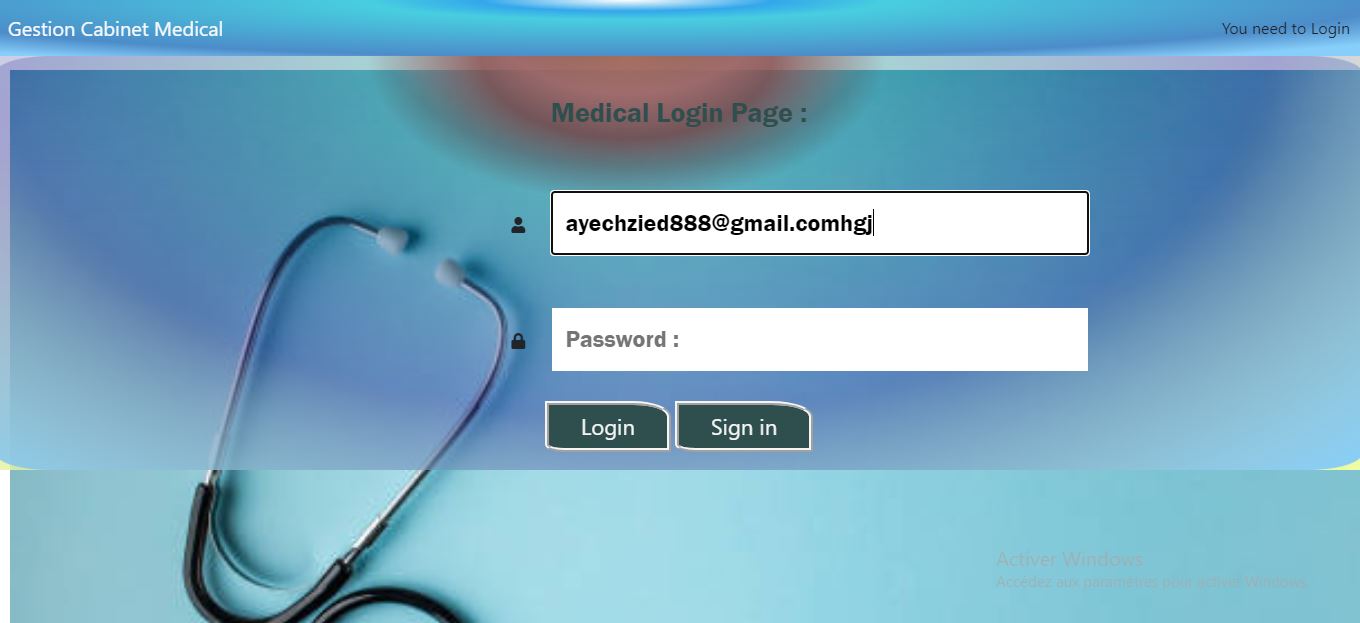 Gestion Cabinet Medical
You need to Login
Medical Login Page :
ayechzied888@gmail.comhgj
Password :
Login
Sign in
Activer Windows
Accédez aux paramètres pour activer Windows.